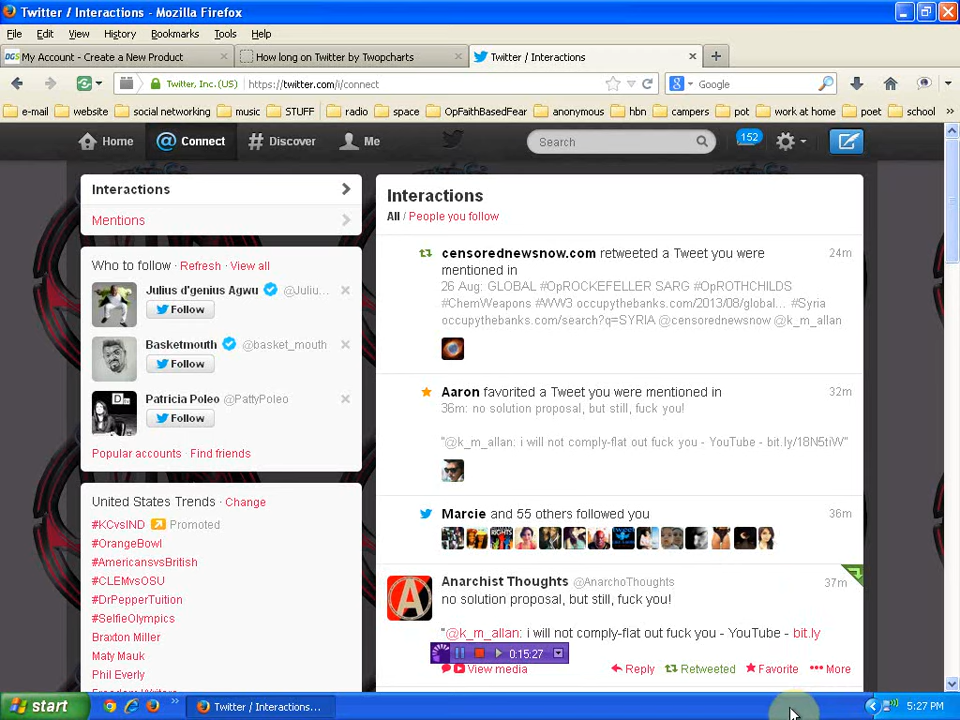 Twitter / Interactions - Mozilla Firefox
File Edit View History Bookmarks Tools Help
DGS My Account - Create a New Product
How long on Twitter by Twopcharts
Twitter / Interactions
Twitter, Inc. (US) https://twitter.com/i/connect
Google
e-mail website social networking music STUFF radio space OpFaithBasedFear anonymous hbn campers pot work at home poet school
Home @ Connect # Discover Me Search 152
Interactions
Mentions
Who to follow · Refresh · View all
Julius d'genius Agwu @Juliu...
Follow
Basketmouth @basket_mouth
Follow
Patricia Poleo @PattyPoleo
Follow
Popular accounts · Find friends
United States Trends · Change
#KCvsIND Promoted
#OrangeBowl
#AmericansvsBritish
#CLEMvsOSU
#DrPepperTuition
#SelfieOlympics
Braxton Miller
Maty Mauk
Phil Everly
Interactions
All / People you follow
censorednewsnow.com retweeted a Tweet you were 24m
mentioned in
26 Aug: GLOBAL #OpROCKEFELLER SARG #OpROTHCHILDS
#ChemWeapons #WW3 occupythebanks.com/2013/08/global... #Syria
occupythebanks.com/search?q=SYRIA @censorednewsnow @k_m_allan
Aaron favorited a Tweet you were mentioned in 32m
36m: no solution proposal, but still, fuck you!
"@k_m_allan: i will not comply-flat out fuck you - YouTube - bit.ly/18N5tiW"
Marcie and 55 others followed you 36m
Anarchist Thoughts @AnarchoThoughts 37m
no solution proposal, but still, fuck you!
"@k_m_allan: i will not comply-flat out fuck you - YouTube - bit.ly
0:15:27
View media Reply Retweeted Favorite More
start Twitter / Interactions... 5:27 PM